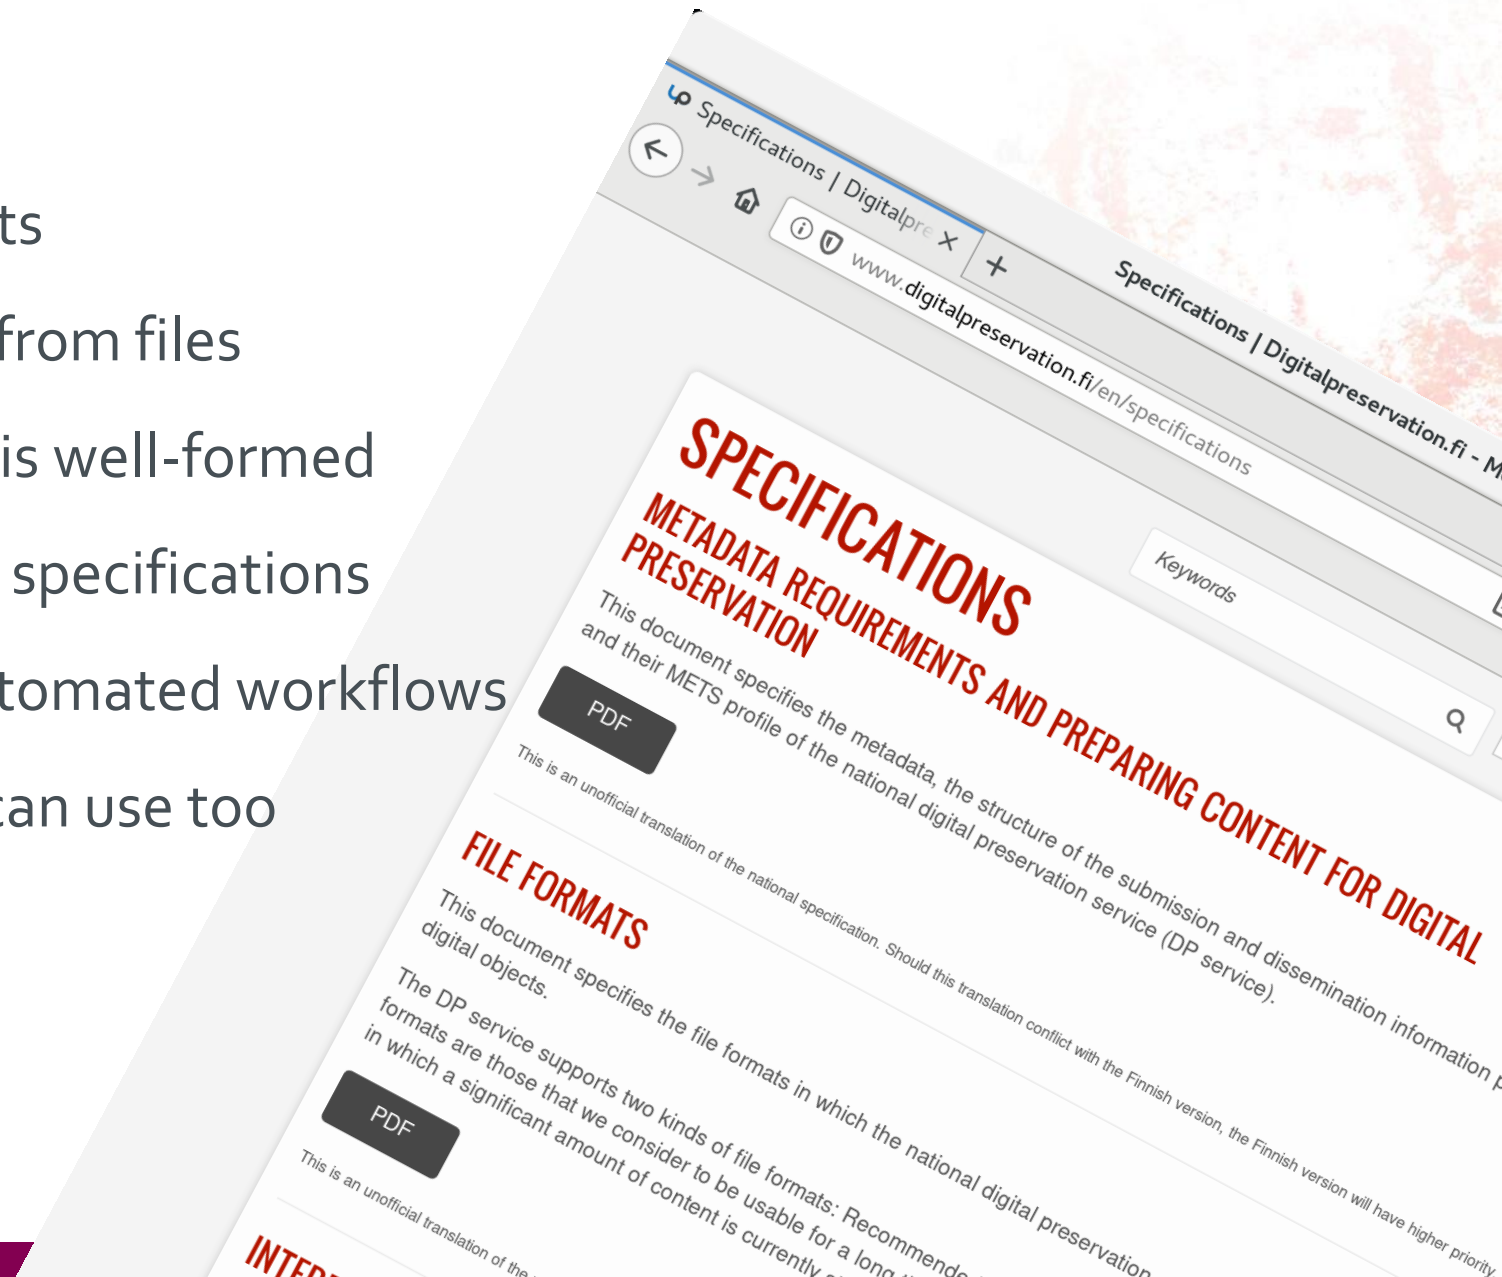 ts
from files
is well-formed
specifications
tomated workflows
can use too
Specifications | Digitalpre
Specifications | Digitalpreservation.fi - M
www.digitalpreservation.fi/en/specifications
Keywords
SPECIFICATIONS
METADATA REQUIREMENTS AND PREPARING CONTENT FOR DIGITAL
PRESERVATION
This document specifies the metadata, the structure of the submission and dissemination information p
and their METS profile of the national digital preservation service (DP service).
PDF
This is an unofficial translation of the national specification. Should this translation conflict with the Finnish version, the Finnish version will have higher priority.
FILE FORMATS
This document specifies the file formats in which the national digital preservation
digital objects.
The DP service supports two kinds of file formats: Recommende
formats are those that we consider to be usable for a long
in which a significant amount of content is currently
PDF
This is an unofficial translation of the